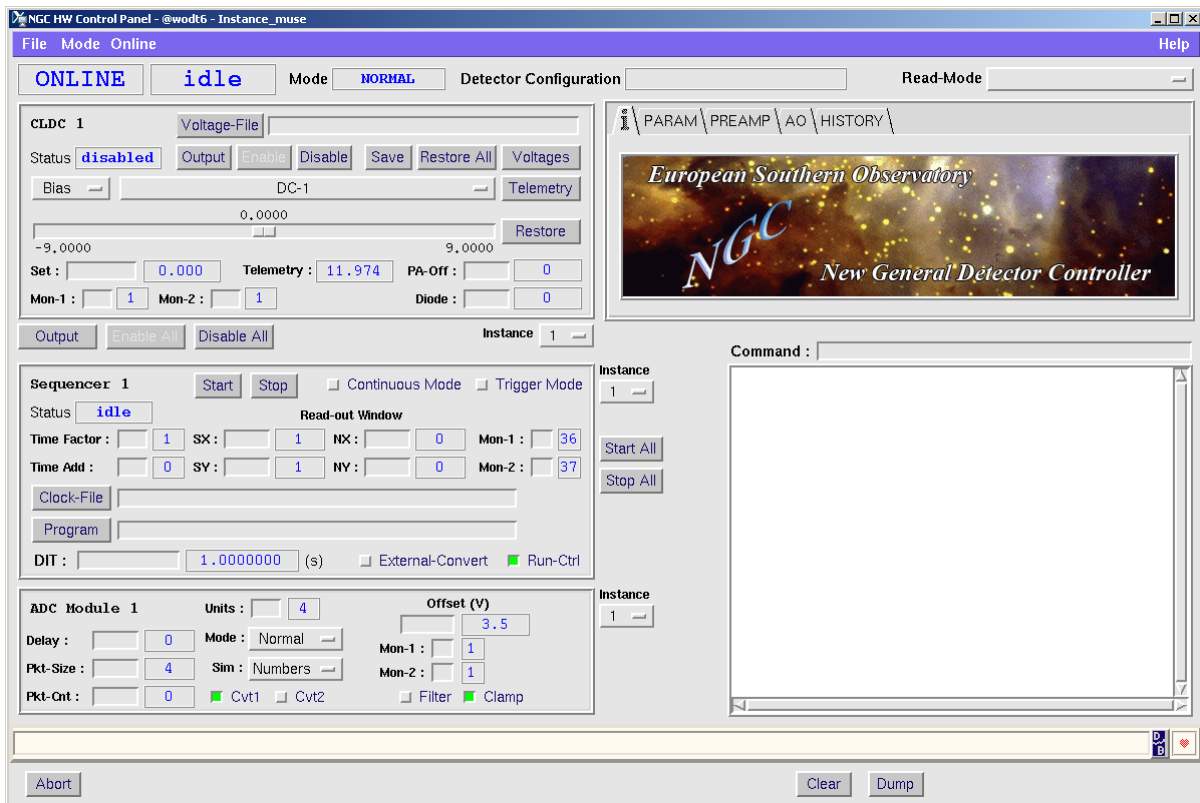 NGC HW Control Panel - @wodt6 - Instance_muse
File Mode Online Help
ONLINE idle Mode NORMAL Detector Configuration Read-Mode
CLDC 1 Voltage-File
Status disabled Output Enable Disable Save Restore All Voltages
Bias DC-1 Telemetry
0.0000
Restore
-9.0000 9.0000
Set : 0.000 Telemetry : 11.974 PA-Off : 0
Mon-1 : 1 Mon-2 : 1 Diode : 0
Output Enable All Disable All Instance 1
i PARAM PREAMP AO HISTORY
European Southern Observatory
NGC
New General Detector Controller
Sequencer 1 Start Stop Continuous Mode Trigger Mode
Status idle Read-out Window
Time Factor : 1 SX : 1 NX : 0 Mon-1 : 36
Time Add : 0 SY : 1 NY : 0 Mon-2 : 37
Clock-File
Program
DIT : 1.0000000 (s) External-Convert Run-Ctrl
Instance
1
Start All
Stop All
Command :
ADC Module 1 Units : 4 Offset (V)
3.5
Delay : 0 Mode : Normal Mon-1 : 1
Pkt-Size : 4 Sim : Numbers Mon-2 : 1
Pkt-Cnt : 0 Cvt1 Cvt2 Filter Clamp
Instance
1
D
B
Abort Clear Dump